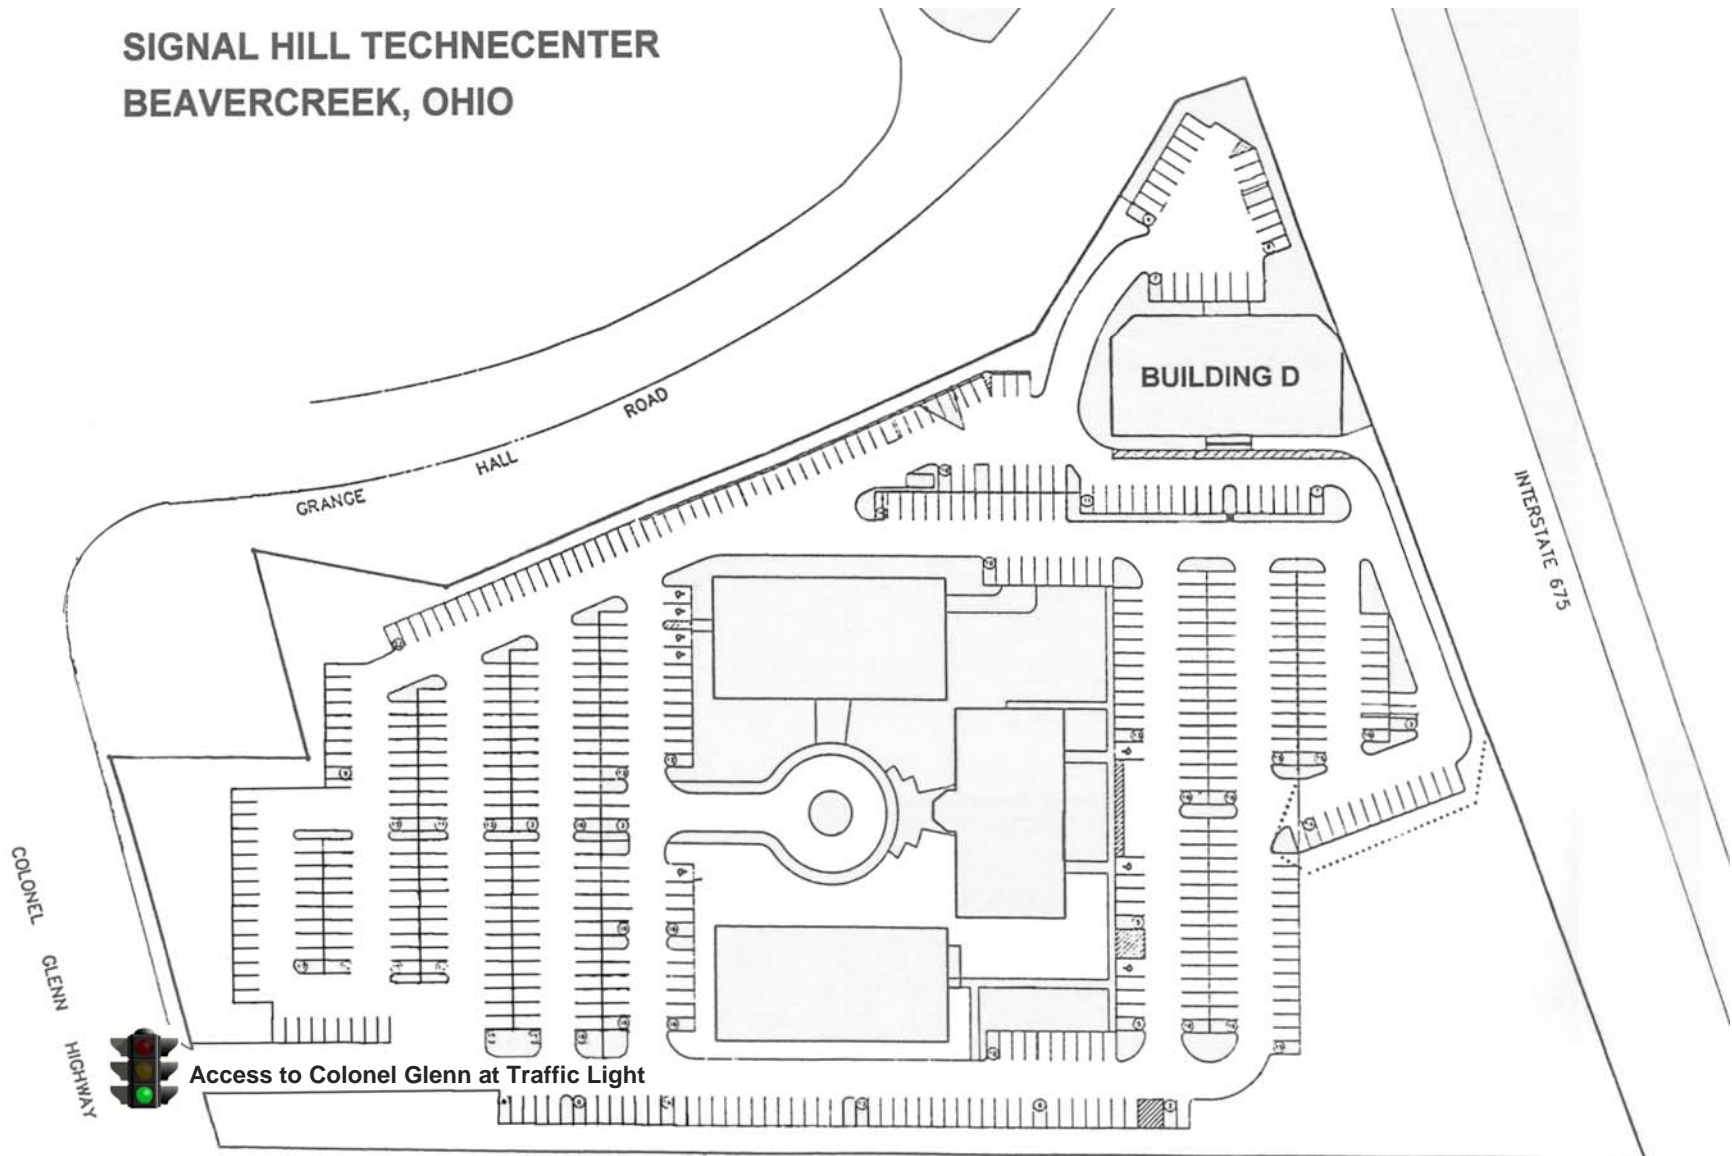 SIGNAL HILL TECHNECENTER
BEAVERCREEK, OHIO
BUILDING D
GRANGE HALL ROAD
INTERSTATE 675
COLONEL GLENN HIGHWAY
Access to Colonel Glenn at Traffic Light